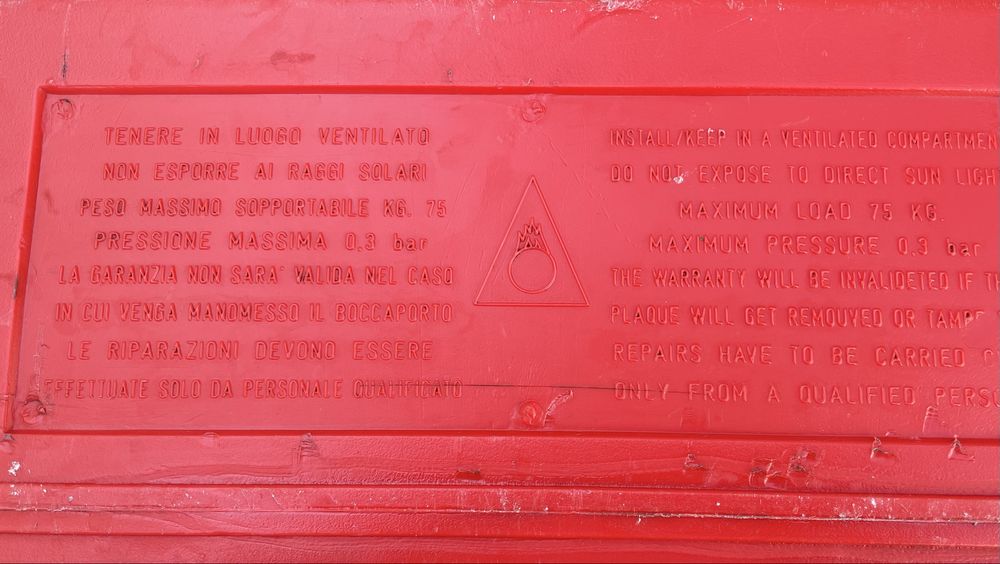 TENERE IN LUOGO VENTILATO
NON ESPORRE AI RAGGI SOLARI
PESO MASSIMO SOPPORTABILE KG. 75
PRESSIONE MASSIMA 0,3 bar
LA GARANZIA NON SARA' VALIDA NEL CASO
IN CUI VENGA MANOMESSO IL BOCCAPORTO
LE RIPARAZIONI DEVONO ESSERE
EFFETTUATE SOLO DA PERSONALE QUALIFICATO
INSTALL/KEEP IN A VENTILATED COMPARTMEN
DO NOT EXPOSE TO DIRECT SUN LIGH
MAXIMUM LOAD 75 KG.
MAXIMUM PRESSURE 0,3 bar
THE WARRANTY WILL BE INVALIDETED IF
PLAQUE WILL GET REMOUVED OR TAMP
REPAIRS HAVE TO BE CARRIED
ONLY FROM A QUALIFIED PERS